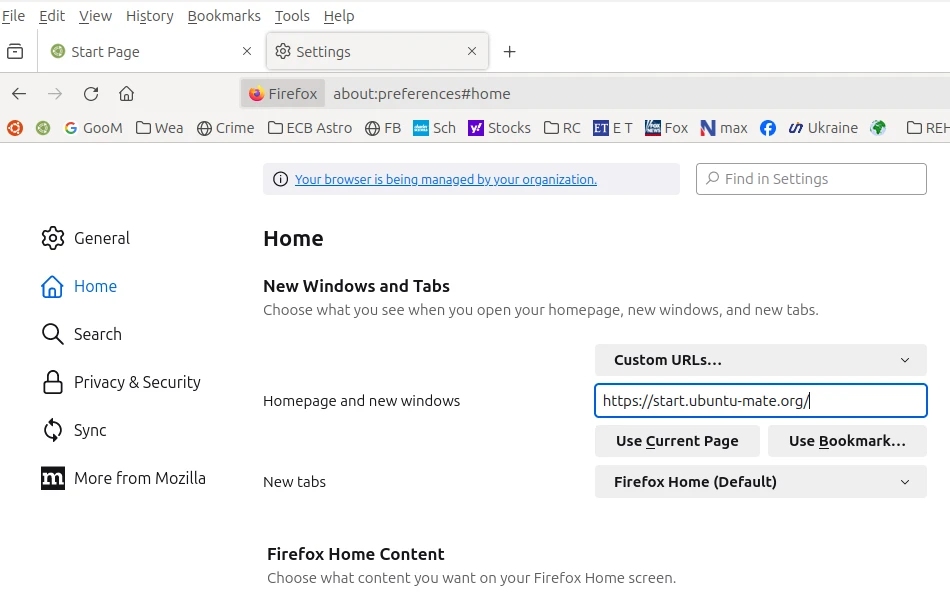 File Edit View History Bookmarks Tools Help
Start Page
Settings
Firefox about:preferences#home
GooM Wea Crime ECB Astro FB Sch Stocks RC ET E T Fox max Ukraine REH
Your browser is being managed by your organization.
Find in Settings
General
Home
Search
Privacy & Security
Sync
More from Mozilla
Home
New Windows and Tabs
Choose what you see when you open your homepage, new windows, and new tabs.
Custom URLs...
Homepage and new windows
https://start.ubuntu-mate.org/
Use Current Page
Use Bookmark...
New tabs
Firefox Home (Default)
Firefox Home Content
Choose what content you want on your Firefox Home screen.